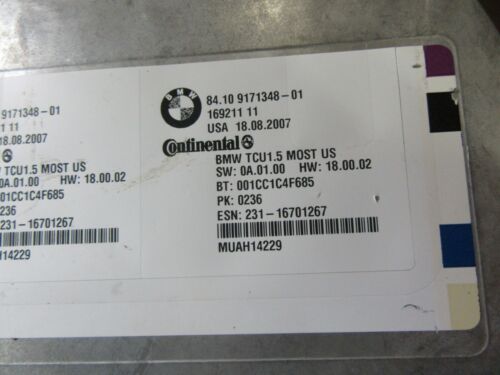 9171348-01
211 11
18.08.2007
TCU1.5 MOST US
0A.01.00 HW: 18.00.02
001CC1C4F685
0236
231-16701267
AH14229
BMW
84.10 9171348-01
169211 11
USA 18.08.2007
Continental
BMW TCU1.5 MOST US
SW: 0A.01.00 HW: 18.00.02
BT: 001CC1C4F685
PK: 0236
ESN: 231-16701267
MUAH14229